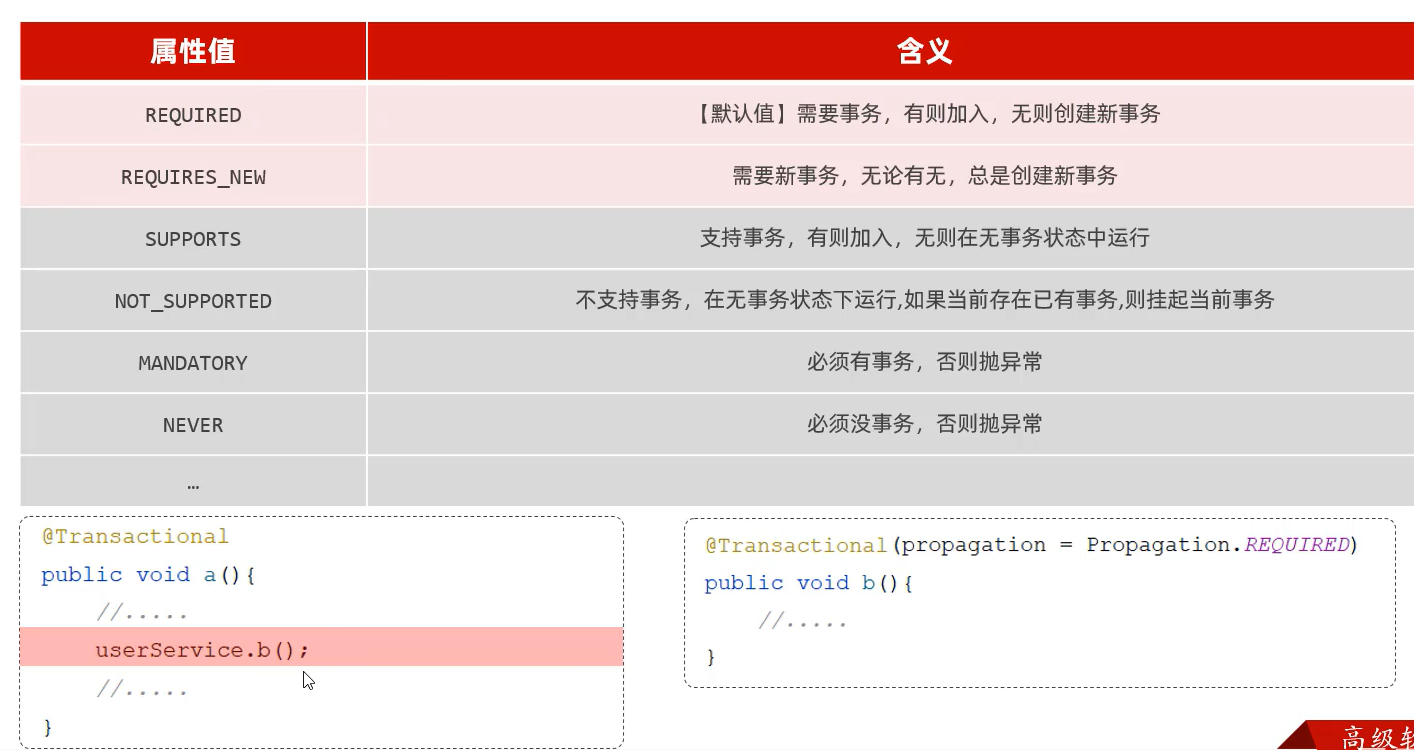 属性值 含义
REQUIRED 【默认值】需要事务，有则加入，无则创建新事务
REQUIRES_NEW 需要新事务，无论有无，总是创建新事务
SUPPORTS 支持事务，有则加入，无则在无事务状态中运行
NOT_SUPPORTED 不支持事务，在无事务状态下运行,如果当前存在已有事务,则挂起当前事务
MANDATORY 必须有事务，否则抛异常
NEVER 必须没事务，否则抛异常
…
@Transactional
public void a(){
//.....
userService.b();
//.....
}
@Transactional(propagation = Propagation.REQUIRED)
public void b(){
//.....
}
高级